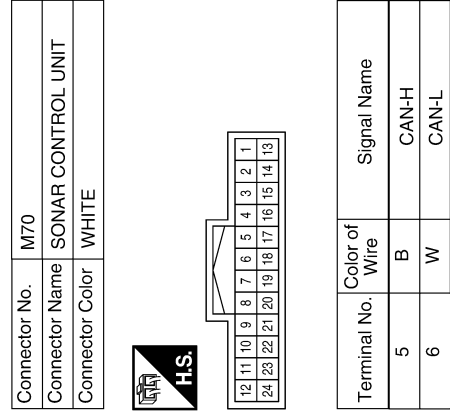 Connector No. M70
Connector Name SONAR CONTROL UNIT
Connector Color WHITE
H.S.
12 11 10 9 8 7 6 5 4 3 2 1
24 23 22 21 20 19 18 17 16 15 14 13
Terminal No. Color of Wire Signal Name
5 B CAN-H
6 W CAN-L